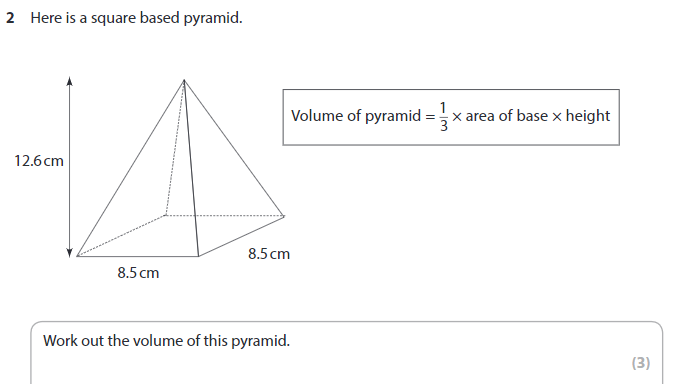 2 Here is a square based pyramid.
Volume of pyramid = 1/3 × area of base × height
12.6 cm
8.5 cm
8.5 cm
Work out the volume of this pyramid.
(3)